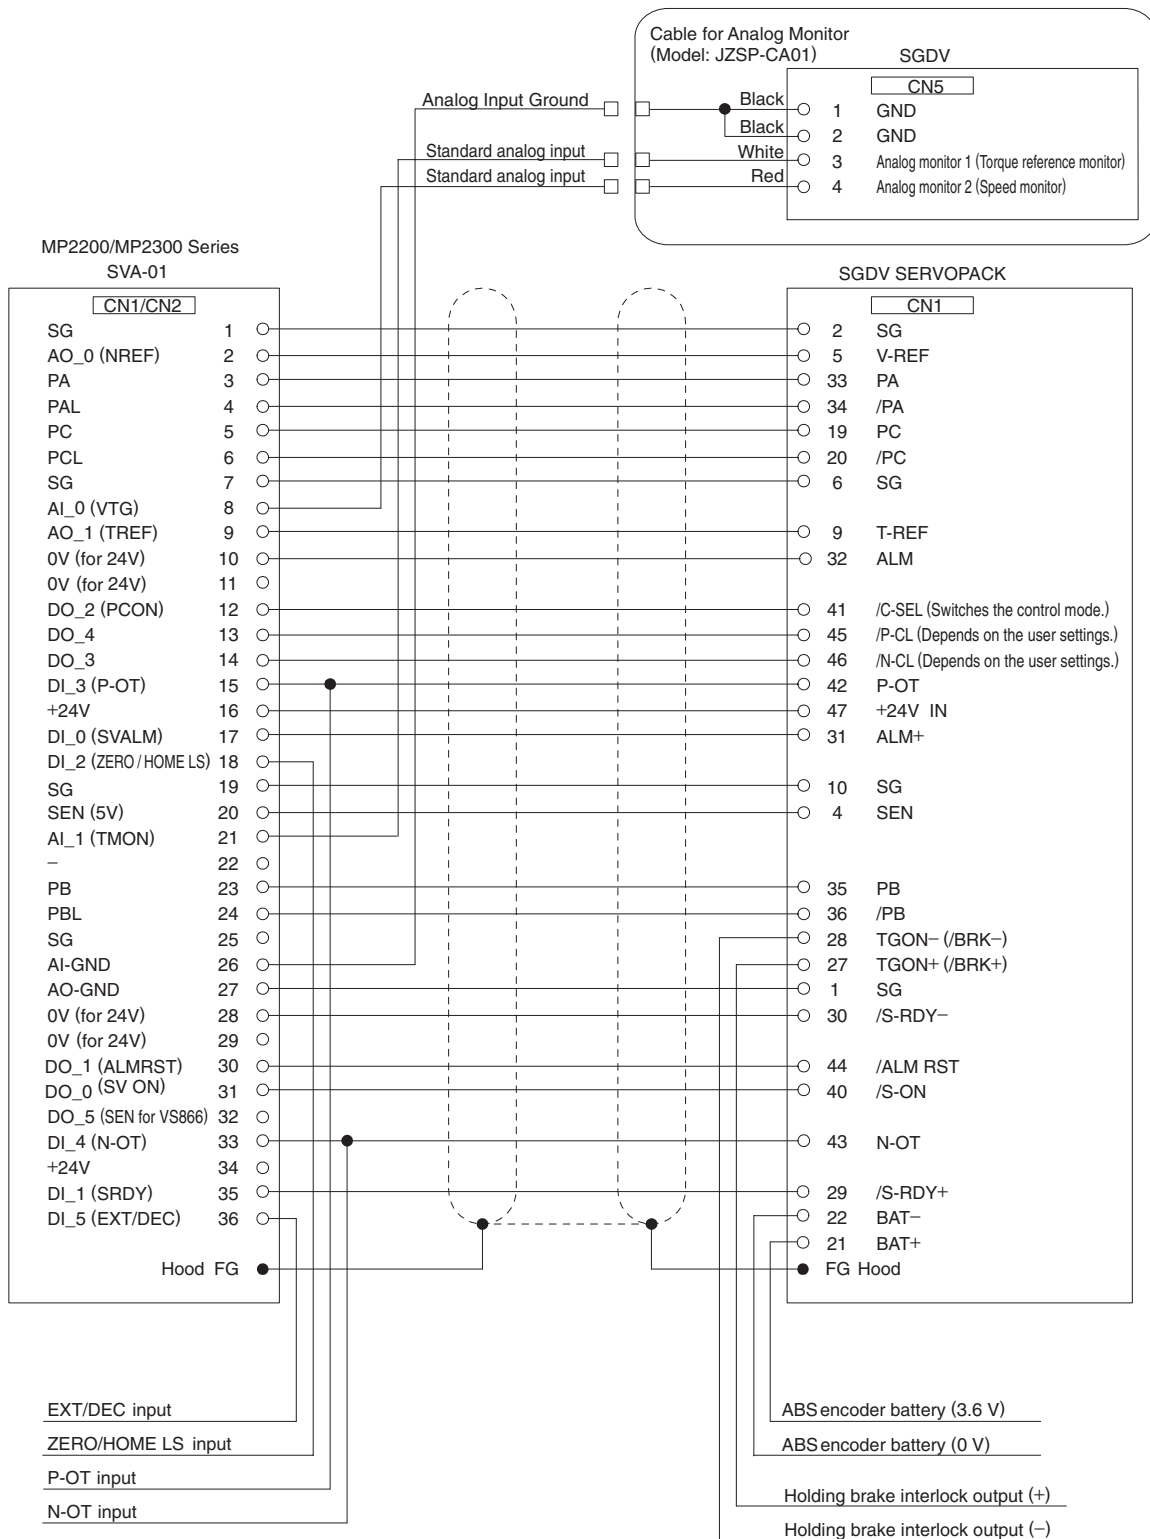 Cable for Analog Monitor
(Model: JZSP-CA01)
SGDV
CN5
Analog Input Ground
Black
1 GND
Black
2 GND
Standard analog input
White
3 Analog monitor 1 (Torque reference monitor)
Standard analog input
Red
4 Analog monitor 2 (Speed monitor)
MP2200/MP2300 Series
SVA-01
SGDV SERVOPACK
CN1/CN2
CN1
SG 1 2 SG
AO_0 (NREF) 2 5 V-REF
PA 3 33 PA
PAL 4 34 /PA
PC 5 19 PC
PCL 6 20 /PC
SG 7 6 SG
AI_0 (VTG) 8
AO_1 (TREF) 9 9 T-REF
0V (for 24V) 10 32 ALM
0V (for 24V) 11
DO_2 (PCON) 12 41 /C-SEL (Switches the control mode.)
DO_4 13 45 /P-CL (Depends on the user settings.)
DO_3 14 46 /N-CL (Depends on the user settings.)
DI_3 (P-OT) 15 42 P-OT
+24V 16 47 +24V IN
DI_0 (SVALM) 17 31 ALM+
DI_2 (ZERO / HOME LS) 18
SG 19 10 SG
SEN (5V) 20 4 SEN
AI_1 (TMON) 21
− 22
PB 23 35 PB
PBL 24 36 /PB
SG 25 28 TGON− (/BRK−)
AI-GND 26 27 TGON+ (/BRK+)
AO-GND 27 1 SG
0V (for 24V) 28 30 /S-RDY−
0V (for 24V) 29
DO_1 (ALMRST) 30 44 /ALM RST
DO_0 (SV ON) 31 40 /S-ON
DO_5 (SEN for VS866) 32
DI_4 (N-OT) 33 43 N-OT
+24V 34
DI_1 (SRDY) 35 29 /S-RDY+
DI_5 (EXT/DEC) 36 22 BAT−
21 BAT+
Hood FG FG Hood
EXT/DEC input
ABS encoder battery (3.6 V)
ZERO/HOME LS input
ABS encoder battery (0 V)
P-OT input
Holding brake interlock output (+)
N-OT input
Holding brake interlock output (−)